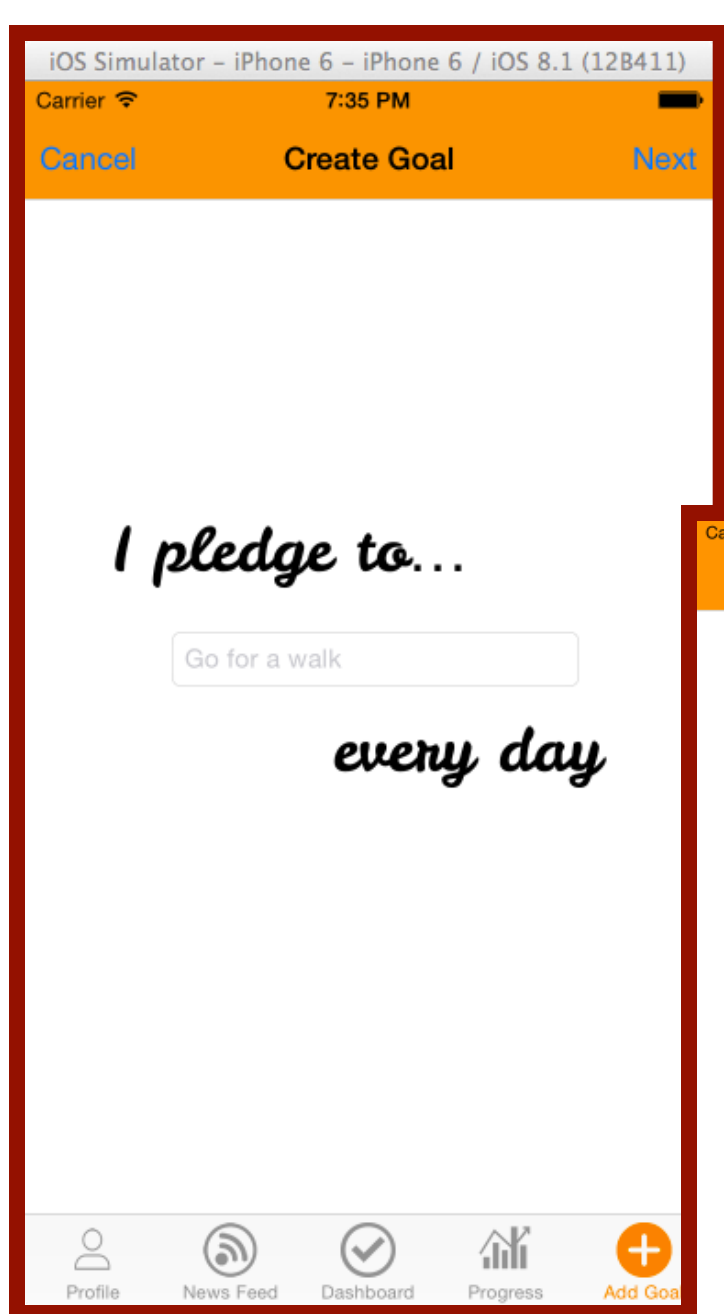 iOS Simulator – iPhone 6 – iPhone 6 / iOS 8.1 (12B411)
Carrier 7:35 PM
Cancel Create Goal Next
I pledge to...
Go for a walk
every day
Profile News Feed Dashboard Progress Add Goal